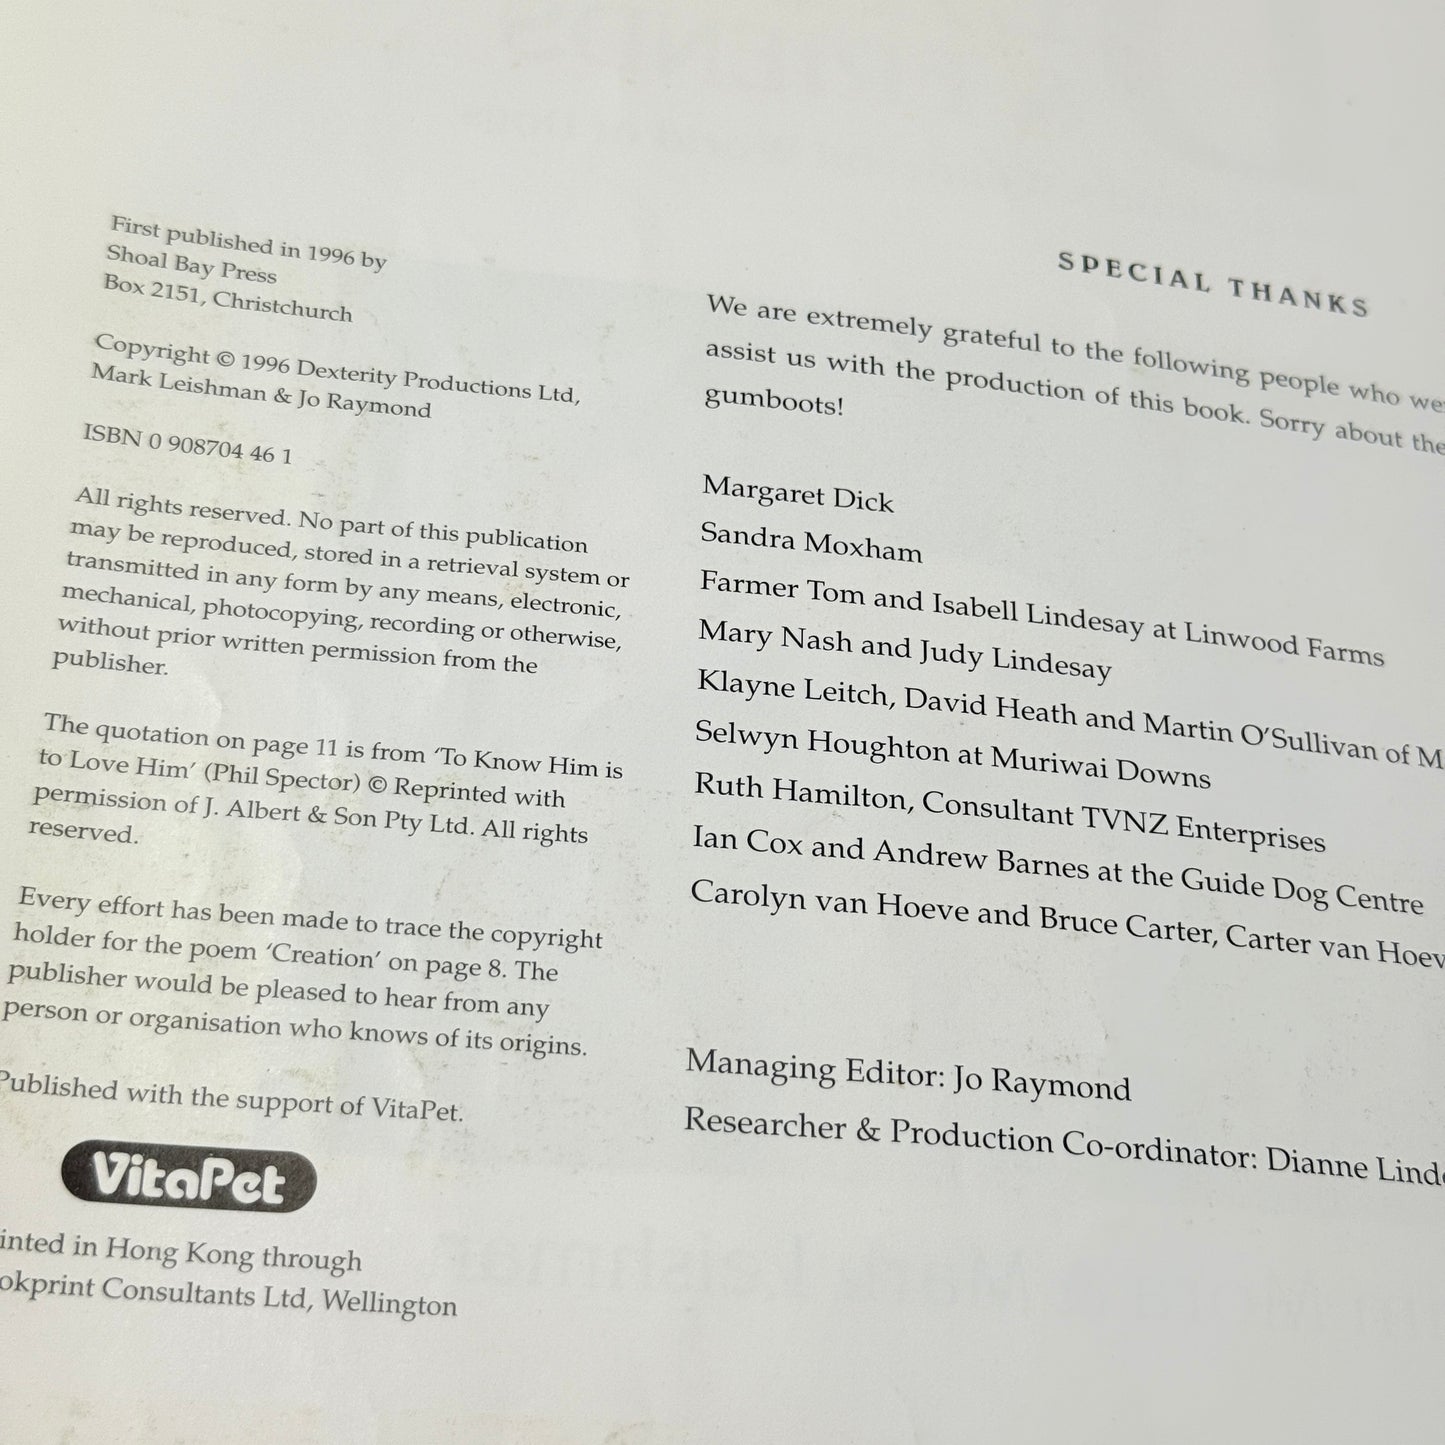 First published in 1996 by
Shoal Bay Press
Box 2151, Christchurch
Copyright © 1996 Dexterity Productions Ltd,
Mark Leishman & Jo Raymond
ISBN 0 908704 46 1
All rights reserved. No part of this publication
may be reproduced, stored in a retrieval system or
transmitted in any form by any means, electronic,
mechanical, photocopying, recording or otherwise,
without prior written permission from the
publisher.
The quotation on page 11 is from ‘To Know Him is
to Love Him’ (Phil Spector) © Reprinted with
permission of J. Albert & Son Pty Ltd. All rights
reserved.
Every effort has been made to trace the copyright
holder for the poem ‘Creation’ on page 8. The
publisher would be pleased to hear from any
person or organisation who knows of its origins.
Published with the support of VitaPet.
VitaPet
inted in Hong Kong through
okprint Consultants Ltd, Wellington
SPECIAL THANKS
We are extremely grateful to the following people who we
assist us with the production of this book. Sorry about the
gumboots!
Margaret Dick
Sandra Moxham
Farmer Tom and Isabell Lindesay at Linwood Farms
Mary Nash and Judy Lindesay
Klayne Leitch, David Heath and Martin O’Sullivan of M
Selwyn Houghton at Muriwai Downs
Ruth Hamilton, Consultant TVNZ Enterprises
Ian Cox and Andrew Barnes at the Guide Dog Centre
Carolyn van Hoeve and Bruce Carter, Carter van Hoev
Managing Editor: Jo Raymond
Researcher & Production Co-ordinator: Dianne Linde